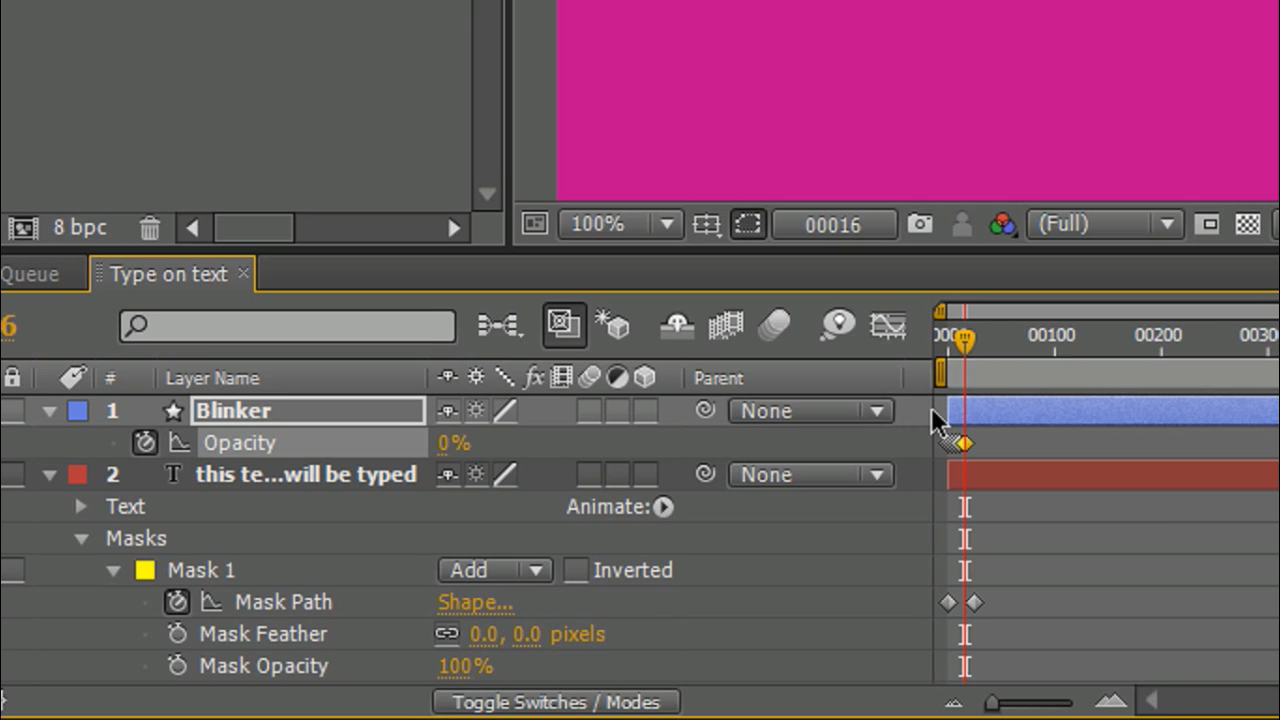 8 bpc
100%
00016
(Full)
Queue
Type on text
6
00100
00200
# Layer Name
fx
Parent
1 Blinker
None
Opacity
0%
2 T this te...will be typed
None
Text
Animate:
Masks
Mask 1
Add
Inverted
Mask Path
Shape...
Mask Feather
0.0, 0.0 pixels
Mask Opacity
100%
Toggle Switches / Modes